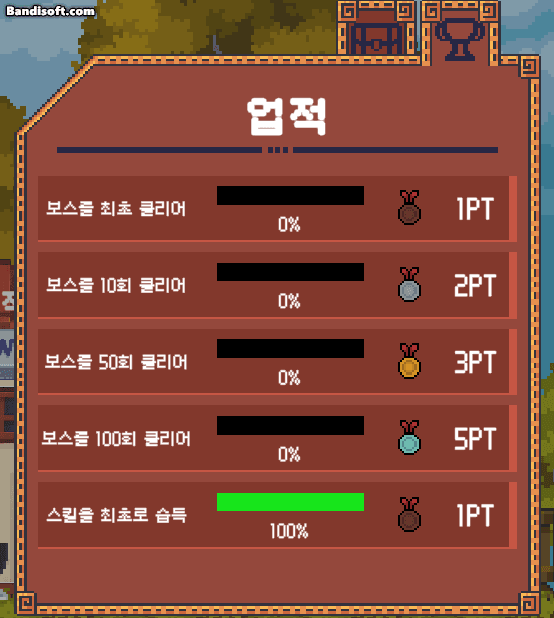 Bandisoft.com
업적
보스를 최초 클리어
0%
1PT
보스를 10회 클리어
0%
2PT
보스를 50회 클리어
0%
3PT
보스를 100회 클리어
0%
5PT
스킬을 최초로 습득
100%
1PT